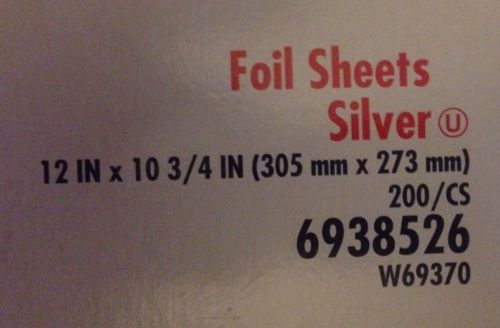 Foil Sheets
Silver Ⓤ
12 IN x 10 3/4 IN (305 mm x 273 mm)
200/CS
6938526
W69370